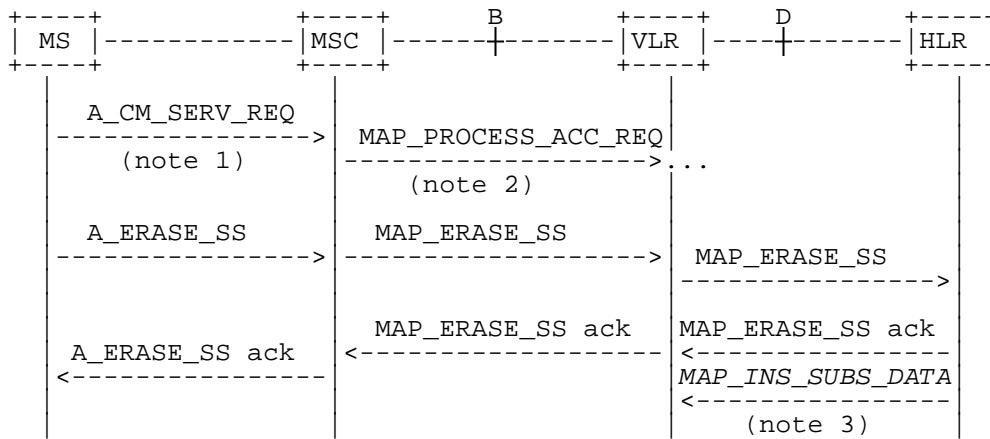 B D
MS MSC VLR HLR
A_CM_SERV_REQ
MAP_PROCESS_ACC_REQ
(note 1)
...
(note 2)
A_ERASE_SS MAP_ERASE_SS
MAP_ERASE_SS
MAP_ERASE_SS ack MAP_ERASE_SS ack
A_ERASE_SS ack
MAP_INS_SUBS_DATA
(note 3)